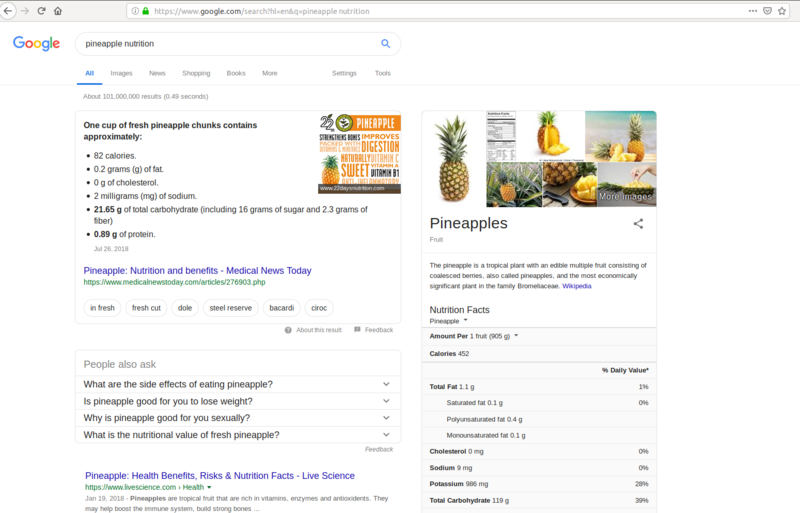 https://www.google.com/search?hl=en&q=pineapple nutrition
Google
pineapple nutrition
All Images News Shopping Books More Settings Tools
About 101,000,000 results (0.49 seconds)
One cup of fresh pineapple chunks contains
approximately:
82 calories.
0.2 grams (g) of fat.
0 g of cholesterol.
2 milligrams (mg) of sodium.
21.65 g of total carbohydrate (including 16 grams of sugar and 2.3 grams of
fiber)
0.89 g of protein.
Jul 26, 2018
22
PINEAPPLE
STRENGTHENS BONES IMPROVES
PACKED WITH
VITAMINS & MINERALS DIGESTION
NATURALLY VITAMIN C
SWEET VITAMIN A
VITAMIN B1
ANTI-INFLAMMATORY
www.22daysnutrition.com
Pineapple: Nutrition and benefits - Medical News Today
https://www.medicalnewstoday.com/articles/276903.php
in fresh fresh cut dole steel reserve bacardi ciroc
About this result Feedback
People also ask
What are the side effects of eating pineapple?
Is pineapple good for you to lose weight?
Why is pineapple good for you sexually?
What is the nutritional value of fresh pineapple?
Feedback
Pineapple: Health Benefits, Risks & Nutrition Facts - Live Science
https://www.livescience.com › Health
Jan 19, 2018 - Pineapples are tropical fruit that are rich in vitamins, enzymes and antioxidents. They
may help boost the immune system, build strong bones ...
Nutrition Facts
More Images
Pineapples
Fruit
The pineapple is a tropical plant with an edible multiple fruit consisting of
coalesced berries, also called pineapples, and the most economically
significant plant in the family Bromeliaceae. Wikipedia
Nutrition Facts
Pineapple
Amount Per 1 fruit (905 g)
Calories 452
% Daily Value*
Total Fat 1.1 g 1%
Saturated fat 0.1 g 0%
Polyunsaturated fat 0.4 g
Monounsaturated fat 0.1 g
Cholesterol 0 mg 0%
Sodium 9 mg 0%
Potassium 986 mg 28%
Total Carbohydrate 119 g 39%